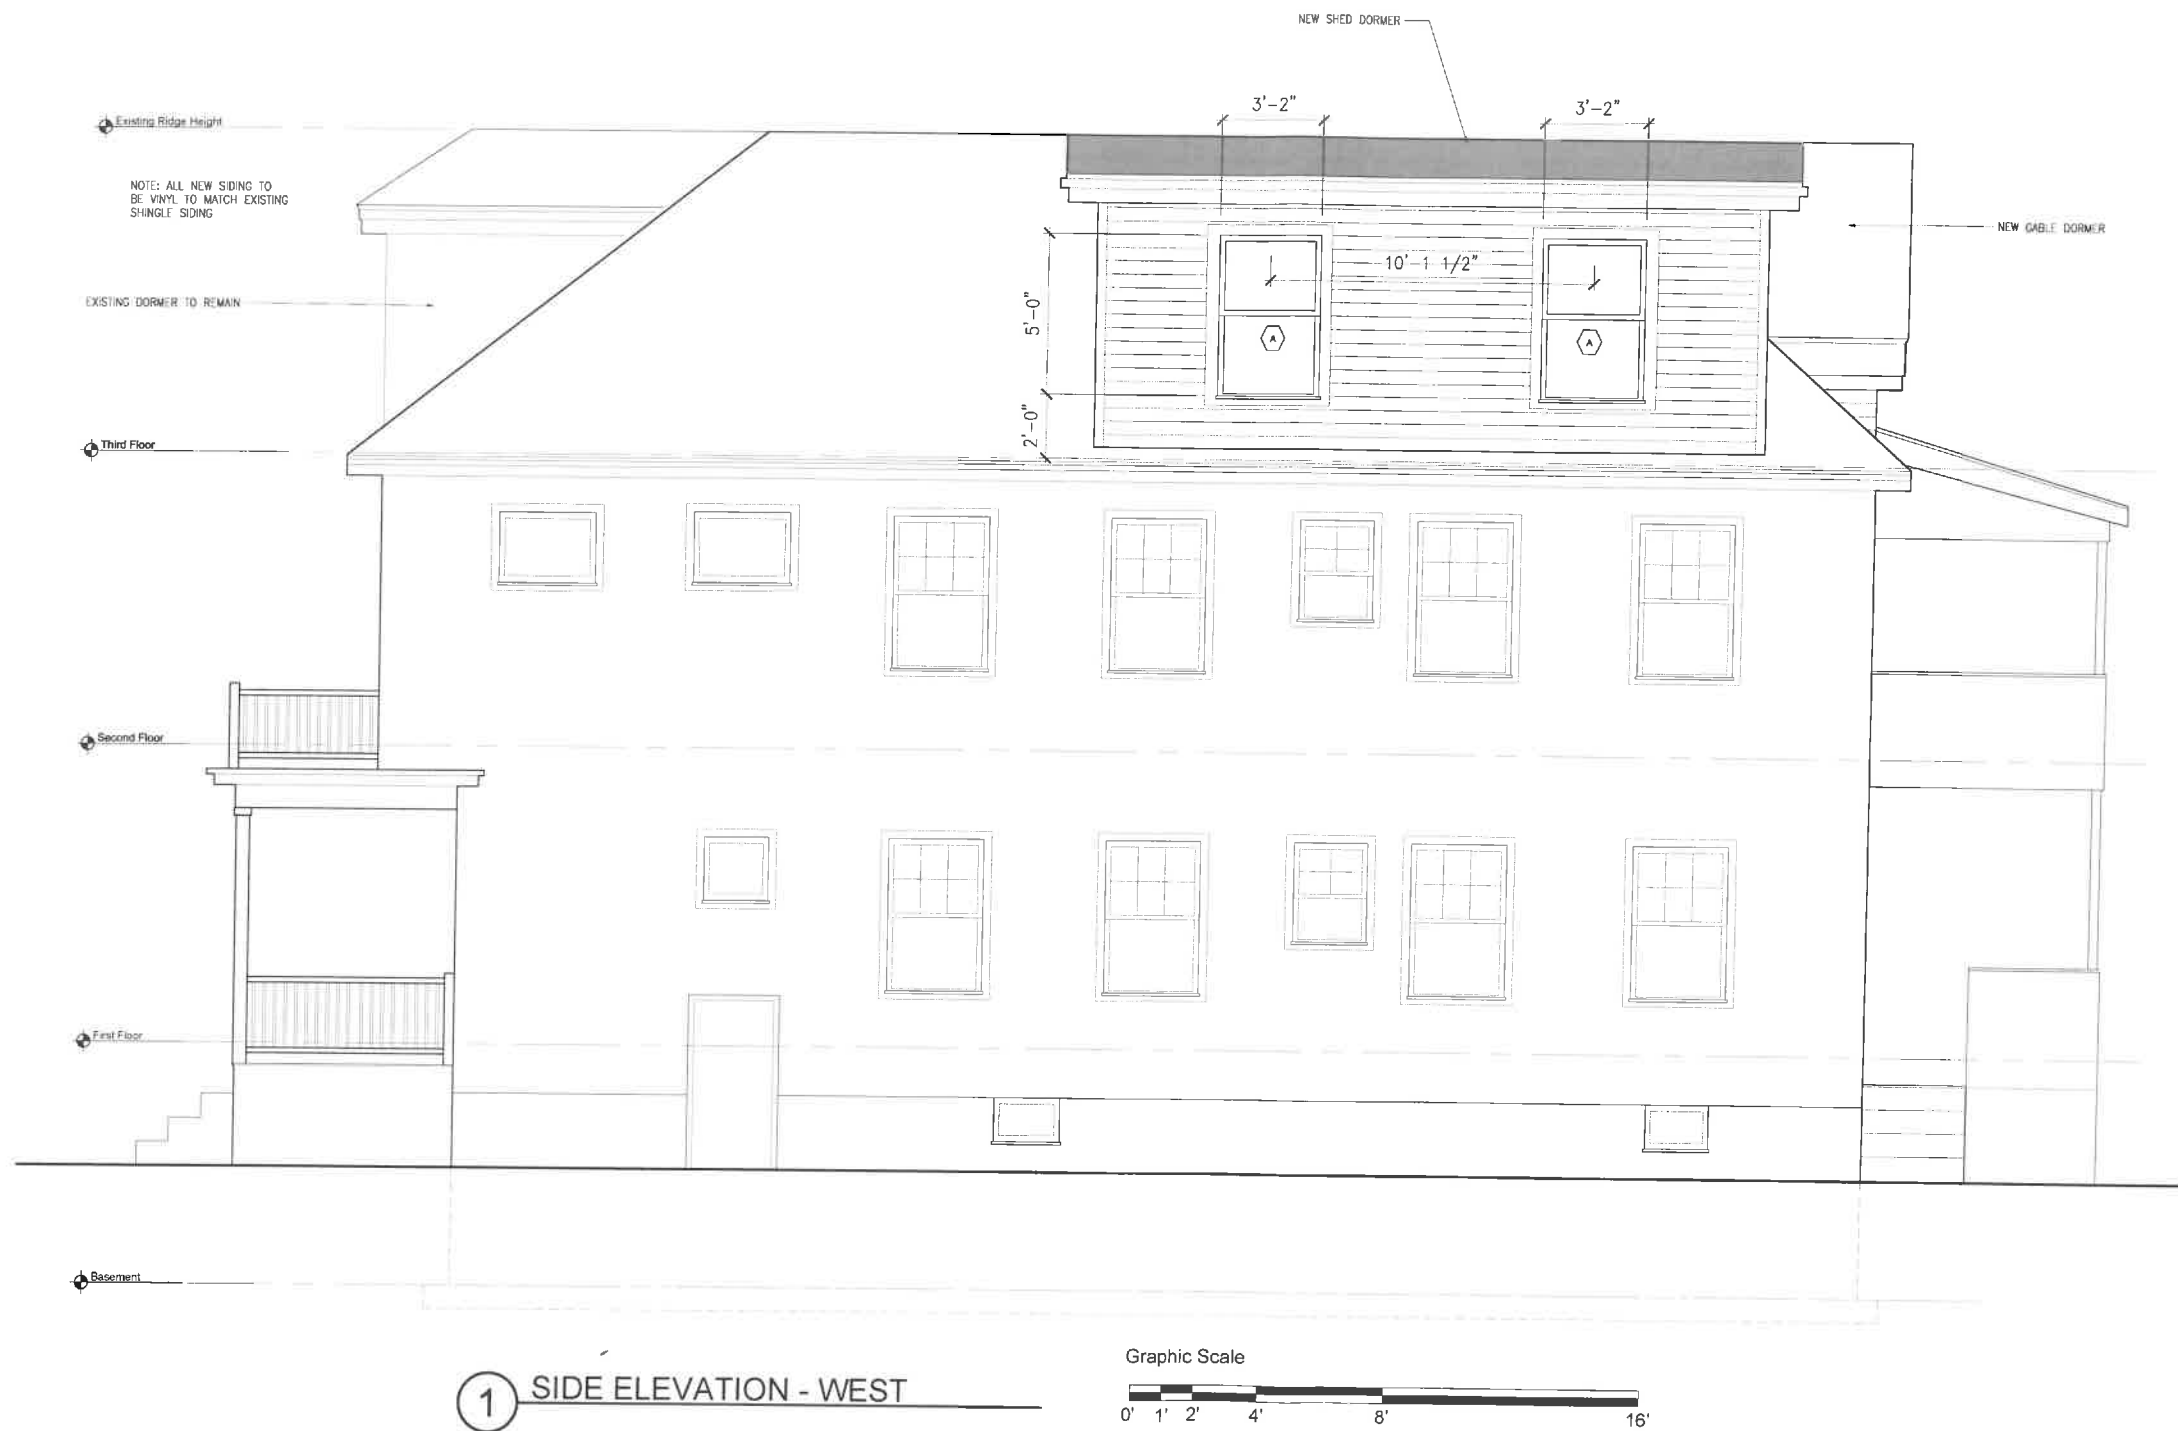 NEW SHED DORMER
3'-2"
3'-2"
Existing Ridge Height
NOTE: ALL NEW SIDING TO
BE VINYL TO MATCH EXISTING
SHINGLE SIDING
NEW GABLE DORMER
10'-1 1/2"
EXISTING DORMER TO REMAIN
5'-0"
A
A
2'-0"
Third Floor
Second Floor
First Floor
Basement
Graphic Scale
1 SIDE ELEVATION - WEST
0' 1' 2' 4' 8' 16'